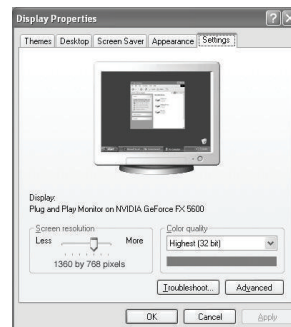 Display Properties
Themes Desktop Screen Saver Appearance Settings
Display:
Plug and Play Monitor on NVIDIA GeForce FX 5600
Screen resolution
Less More
1360 by 768 pixels
Color quality
Highest (32 bit)
Troubleshoot... Advanced
OK Cancel Apply